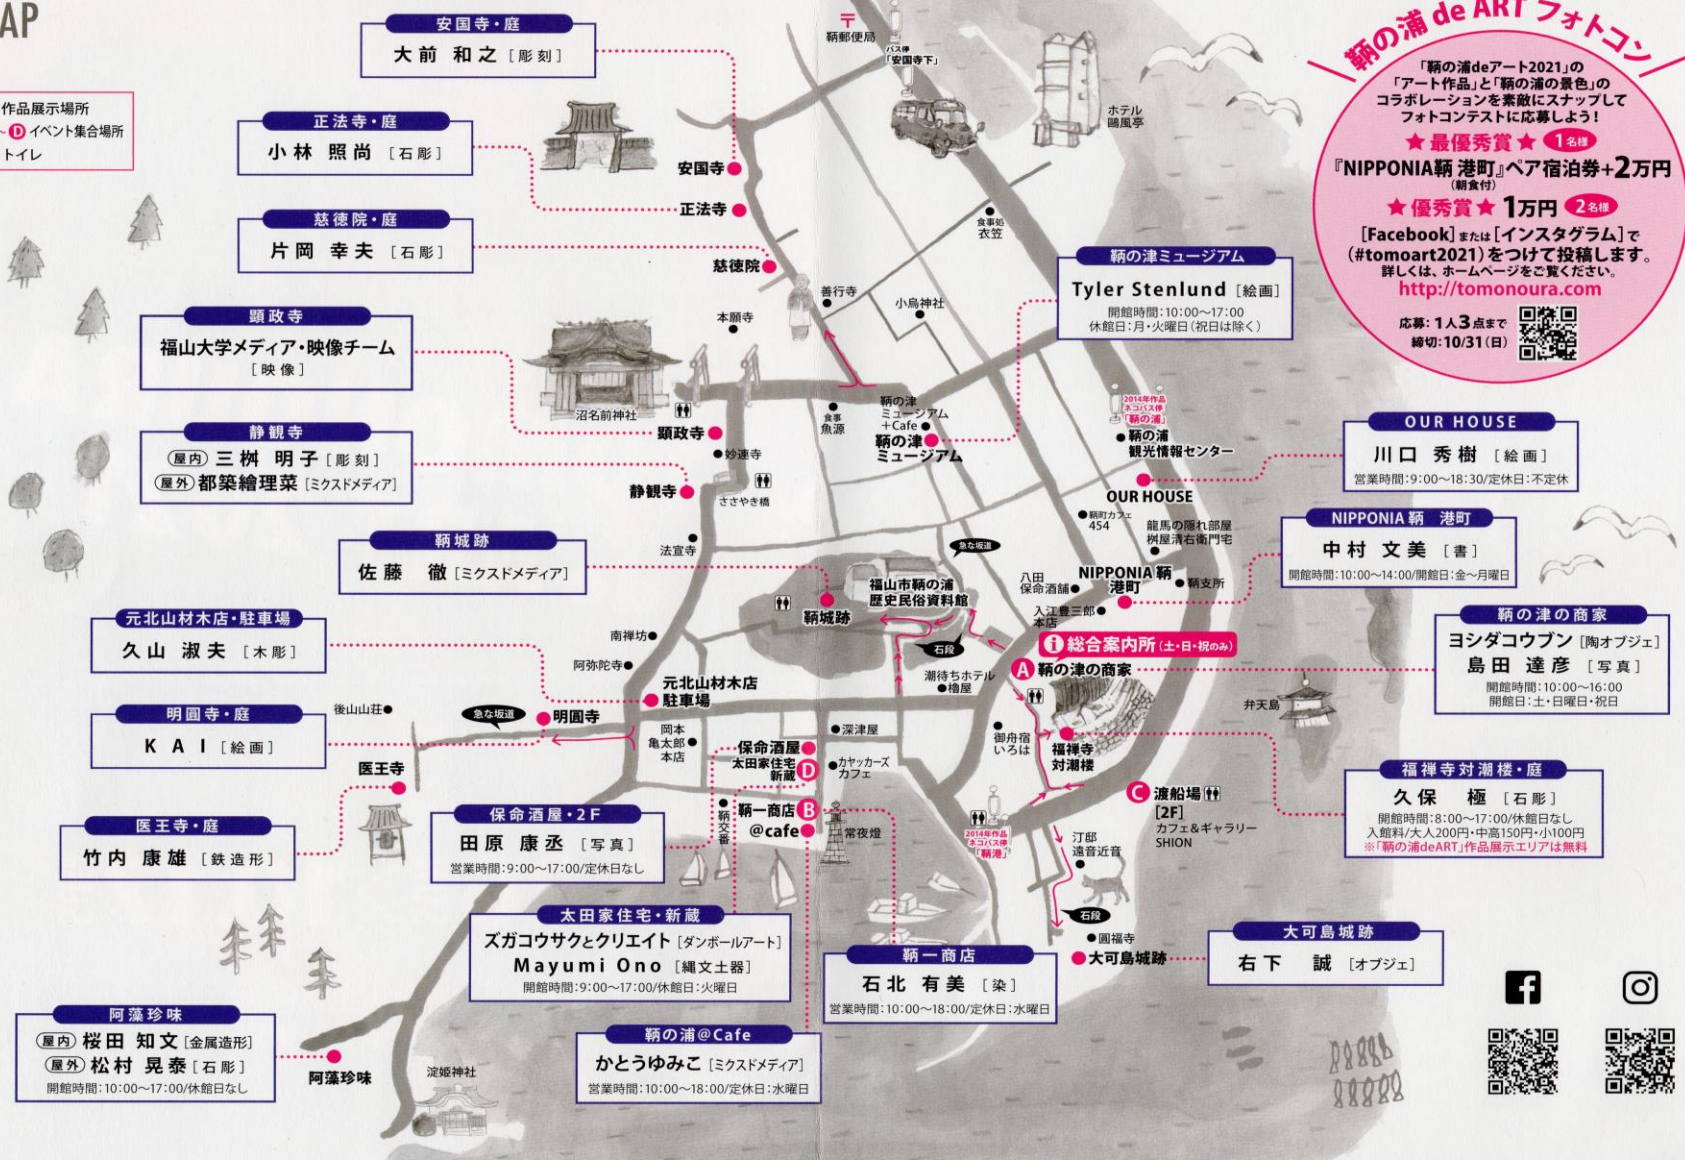 AP
作品展示場所
～D イベント集合場所
トイレ
安国寺・庭
大前 和之 [彫刻]
正法寺・庭
小林 照尚 [石彫]
慈徳院・庭
片岡 幸夫 [石彫]
顕政寺
福山大学メディア・映像チーム
[映像]
静観寺
屋内 三桝 明子 [彫刻]
屋外 都築繪理菜 [ミクスドメディア]
鞆城跡
佐藤 徹 [ミクスドメディア]
元北山材木店・駐車場
久山 淑夫 [木彫]
明圓寺・庭
KAI [絵画]
医王寺・庭
竹内 康雄 [鉄造形]
保命酒屋・2F
田原 康丞 [写真]
営業時間:9:00～17:00/定休日なし
太田家住宅・新蔵
ズガコウサクとクリエイト [ダンボールアート]
Mayumi Ono [縄文土器]
開館時間:9:00～17:00/休館日:火曜日
阿藻珍味
屋内 桜田 知文 [金属造形]
屋外 松村 晃泰 [石彫]
開館時間:10:00～17:00/休館日なし
鞆の浦@Cafe
かとうゆみこ [ミクスドメディア]
営業時間:10:00～18:00/定休日:水曜日
鞆一商店
石北 有美 [染]
営業時間:10:00～18:00/定休日:水曜日
大可島城跡
右下 誠 [オブジェ]
福禅寺対潮楼・庭
久保 極 [石彫]
開館時間:8:00～17:00/休館日なし
入館料/大人200円・中高150円・小100円
※「鞆の浦deART」作品展示エリアは無料
鞆の津の商家
ヨシダコウブン [陶オブジェ]
島田 達彦 [写真]
開館時間:10:00～16:00
開館日:土・日曜日・祝日
NIPPONIA 鞆 港町
中村 文美 [書]
開館時間:10:00～14:00/開館日:金～月曜日
OUR HOUSE
川口 秀樹 [絵画]
営業時間:9:00～18:30/定休日:不定休
鞆の津ミュージアム
Tyler Stenlund [絵画]
開館時間:10:00～17:00
休館日:月・火曜日(祝日は除く)
鞆の浦 de ART フォトコン
「鞆の浦deアート2021」の
「アート作品」と「鞆の浦の景色」の
コラボレーションを素敵にスナップして
フォトコンテストに応募しよう!
★最優秀賞★ 1名様
『NIPPONIA鞆 港町』ペア宿泊券+2万円
(朝食付)
★優秀賞★ 1万円 2名様
[Facebook]または[インスタグラム]で
(#tomoart2021)をつけて投稿します。
詳しくは、ホームページをご覧ください。
http://tomonoura.com
応募:1人3点まで
締切:10/31(日)
〒
鞆郵便局
バス停
「安国寺下」
ホテル
鷗風亭
安国寺
正法寺
慈徳院
食事処
衣笠
善行寺
小烏神社
本願寺
沼名前神社
顕政寺
妙連寺
静観寺
ささやき橋
食事
魚源
鞆の津
ミュージアム
+Cafe
鞆の津
ミュージアム
2014年作品
ネコバス停
「鞆の浦」
鞆の浦
観光情報センター
OUR HOUSE
鞆町カフェ
454
龍馬の隠れ部屋
桝屋清右衛門宅
法宣寺
急な坂道
福山市鞆の浦
歴史民俗資料館
鞆城跡
石段
八田
保命酒舗
NIPPONIA 鞆
港町
鞆支所
入江豊三郎
本店
i 総合案内所(土・日・祝のみ)
A 鞆の津の商家
南禅坊
阿弥陀寺
潮待ちホテル
櫓屋
元北山材木店
駐車場
後山山荘
急な坂道
明圓寺
医王寺
岡本
亀太郎
本店
保命酒屋
太田家住宅
新蔵
D
深津屋
カヤッカーズ
カフェ
鞆一商店 B
@cafe
鞆交番
常夜燈
御舟宿
いろは
福禅寺
対潮楼
弁天島
C 渡船場
[2F]
カフェ&ギャラリー
SHION
2014年作品
ネコバス停
「鞆港」
汀邸
遠音近音
石段
圓福寺
大可島城跡
阿藻珍味
淀姫神社